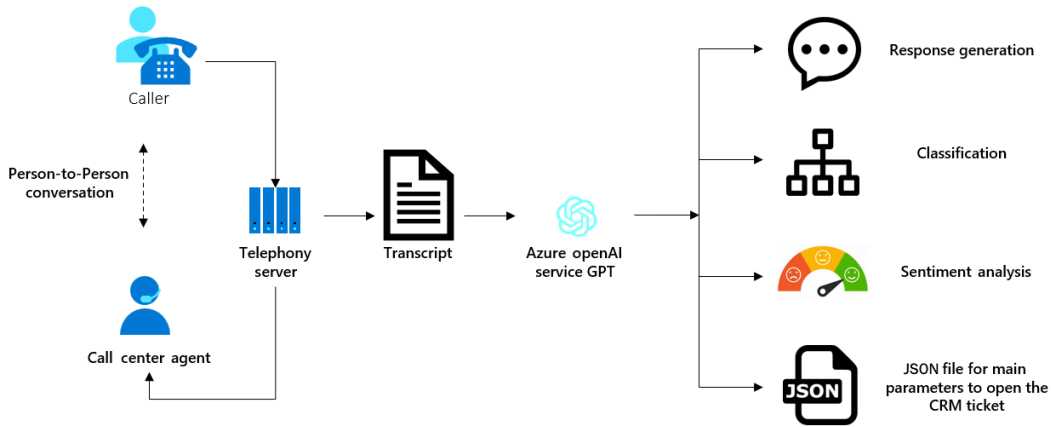 Caller
Person-to-Person
conversation
Telephony
server
Call center agent
Transcript
Azure openAI
service GPT
Response generation
Classification
Sentiment analysis
JSON
JSON file for main
parameters to open the
CRM ticket